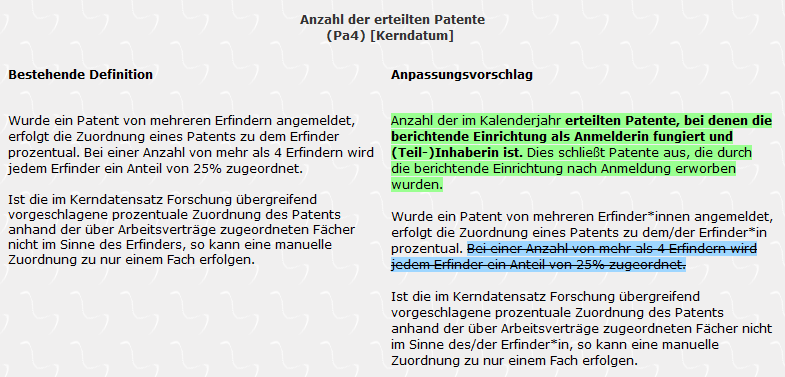 Anzahl der erteilten Patente
(Pa4) [Kerndatum]
Bestehende Definition
Wurde ein Patent von mehreren Erfindern angemeldet,
erfolgt die Zuordnung eines Patents zu dem Erfinder
prozentual. Bei einer Anzahl von mehr als 4 Erfindern wird
jedem Erfinder ein Anteil von 25% zugeordnet.
Ist die im Kerndatensatz Forschung übergreifend
vorgeschlagene prozentuale Zuordnung des Patents
anhand der über Arbeitsverträge zugeordneten Fächer
nicht im Sinne des Erfinders, so kann eine manuelle
Zuordnung zu nur einem Fach erfolgen.
Anpassungsvorschlag
Anzahl der im Kalenderjahr erteilten Patente, bei denen die
berichtende Einrichtung als Anmelderin fungiert und
(Teil-)Inhaberin ist. Dies schließt Patente aus, die durch
die berichtende Einrichtung nach Anmeldung erworben
wurden.
Wurde ein Patent von mehreren Erfinder*innen angemeldet,
erfolgt die Zuordnung eines Patents zu dem/der Erfinder*in
prozentual. Bei einer Anzahl von mehr als 4 Erfindern wird
jedem Erfinder ein Anteil von 25% zugeordnet.
Ist die im Kerndatensatz Forschung übergreifend
vorgeschlagene prozentuale Zuordnung des Patents
anhand der über Arbeitsverträge zugeordneten Fächer nicht
im Sinne des/der Erfinder*in, so kann eine manuelle
Zuordnung zu nur einem Fach erfolgen.